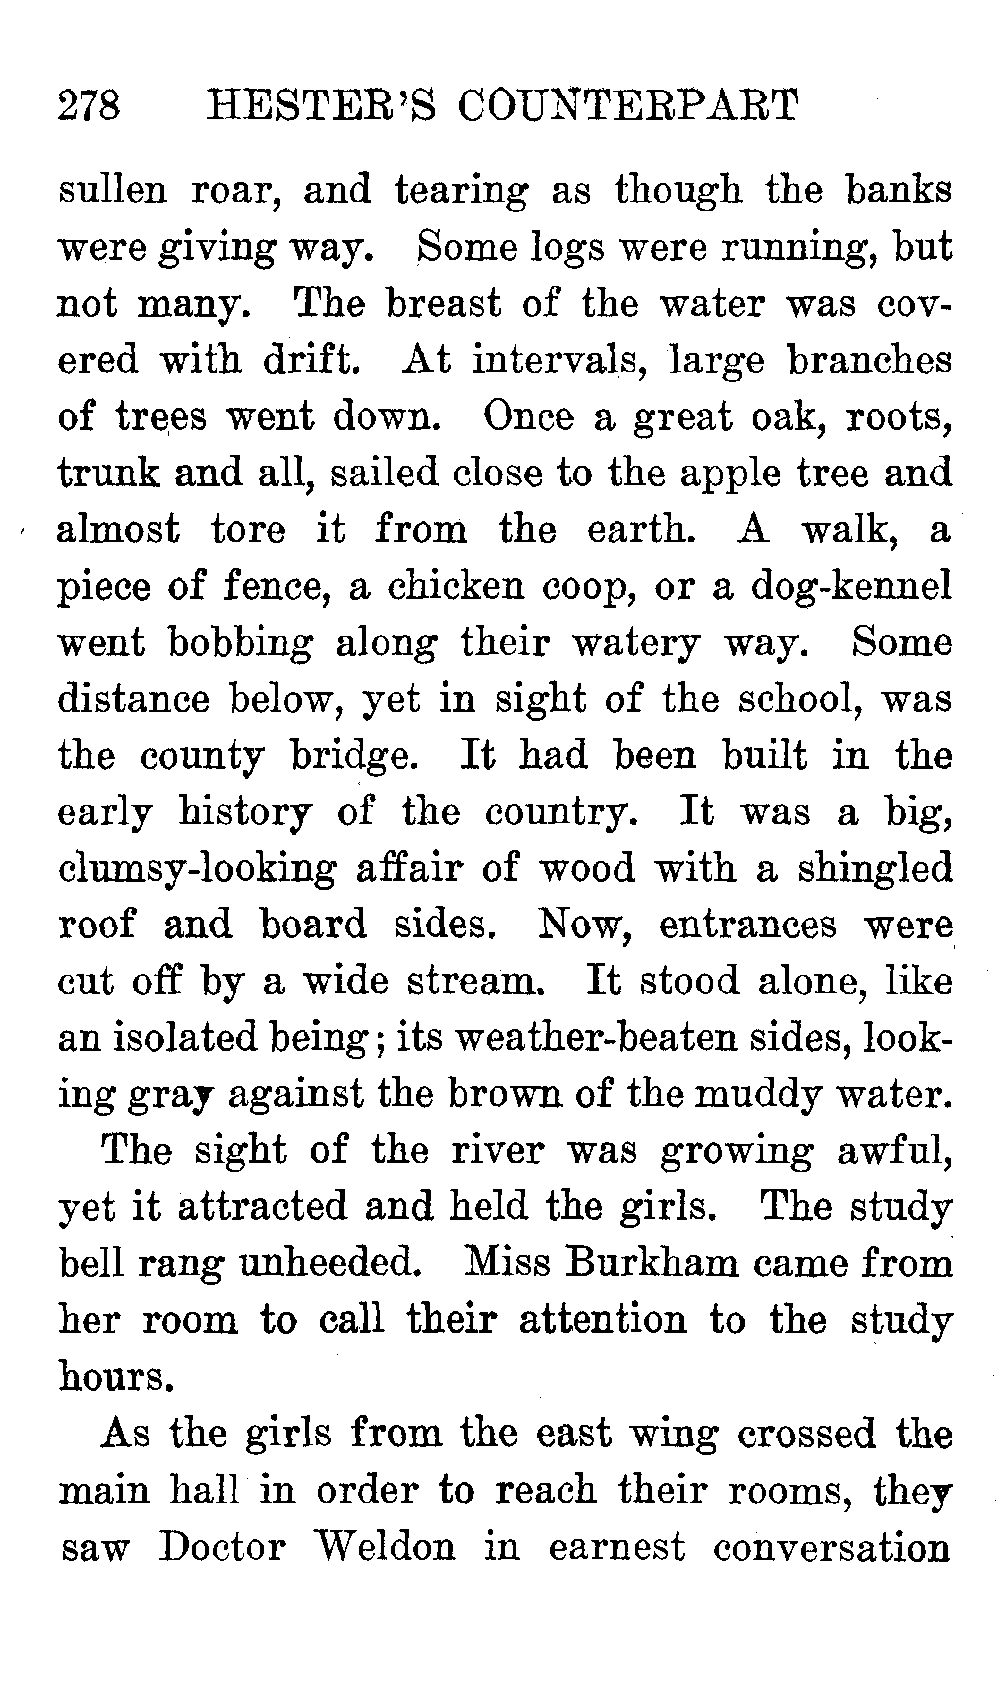 278 HESTER'S COUNTERPART
sullen roar, and tearing as though the banks
were giving way. Some logs were running, but
not many. The breast of the water was cov-
ered with drift. At intervals, large branches
of trees went down. Once a great oak, roots,
trunk and all, sailed close to the apple tree and
almost tore it from the earth. A walk, a
piece of fence, a chicken coop, or a dog-kennel
went bobbing along their watery way. Some
distance below, yet in sight of the school, was
the county bridge. It had been built in the
early history of the country. It was a big,
clumsy-looking affair of wood with a shingled
roof and board sides. Now, entrances were
cut off by a wide stream. It stood alone, like
an isolated being; its weather-beaten sides, look-
ing gray against the brown of the muddy water.
The sight of the river was growing awful,
yet it attracted and held the girls. The study
bell rang unheeded. Miss Burkham came from
her room to call their attention to the study
hours.
As the girls from the east wing crossed the
main hall in order to reach their rooms, they
saw Doctor Weldon in earnest conversation